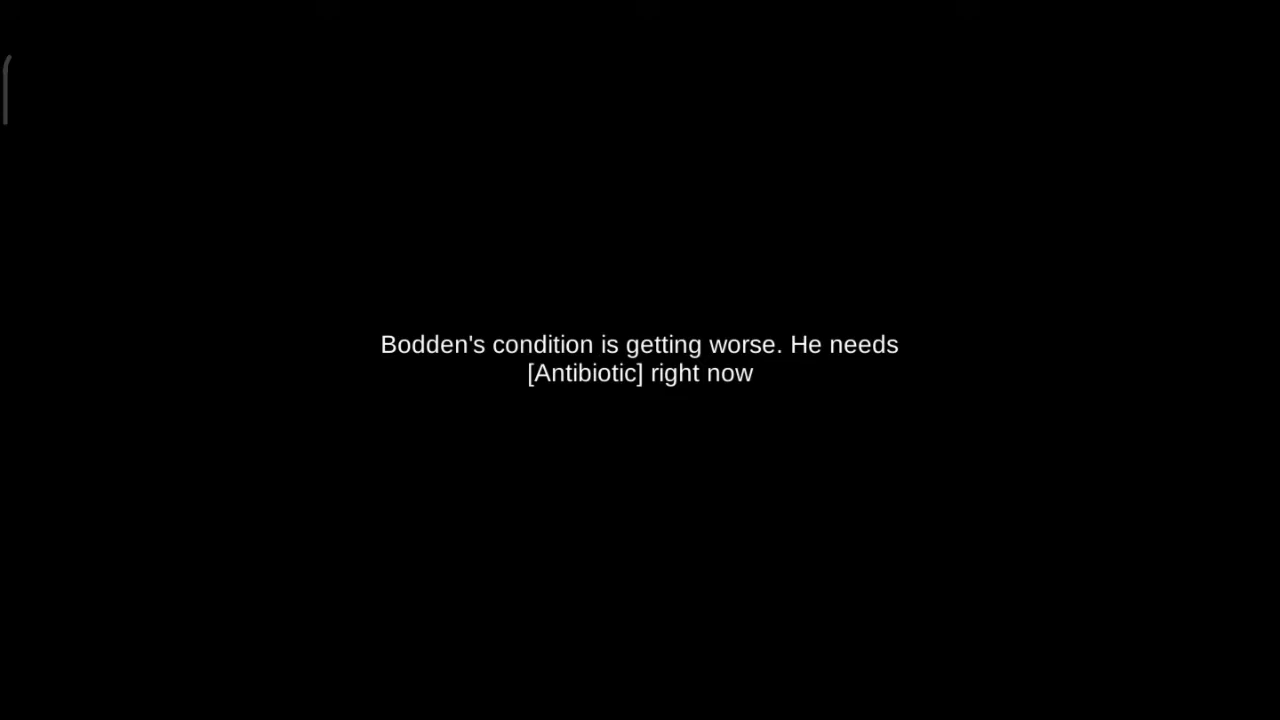 Bodden's condition is getting worse. He needs
[Antibiotic] right now